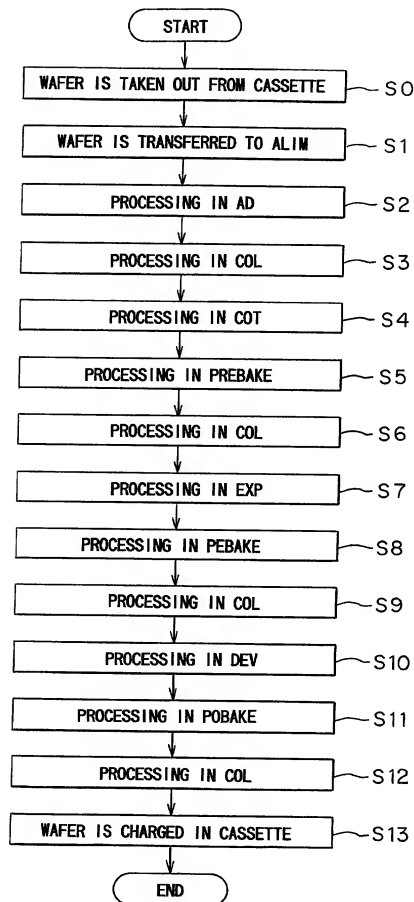 START
WAFER IS TAKEN OUT FROM CASSETTE S0
WAFER IS TRANSFERRED TO ALIM S1
PROCESSING IN AD S2
PROCESSING IN COL S3
PROCESSING IN COT S4
PROCESSING IN PREBAKE S5
PROCESSING IN COL S6
PROCESSING IN EXP S7
PROCESSING IN PEBAKE S8
PROCESSING IN COL S9
PROCESSING IN DEV S10
PROCESSING IN POBAKE S11
PROCESSING IN COL S12
WAFER IS CHARGED IN CASSETTE S13
END